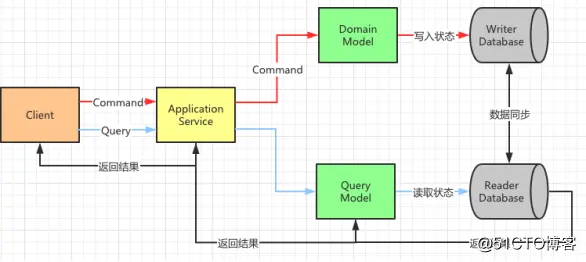 Domain
Model
写入状态
Writer
Database
Command
Client
Command
Query
Application
Service
数据同步
返回结果
Query
Model
读取状态
Reader
Database
返回结果
@51CTO博客